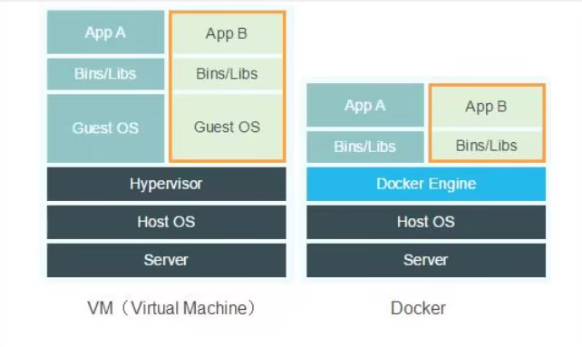 App A
App B
Bins/Libs
Bins/Libs
Guest OS
Guest OS
Hypervisor
Host OS
Server
VM（Virtual Machine）
App A
App B
Bins/Libs
Bins/Libs
Docker Engine
Host OS
Server
Docker